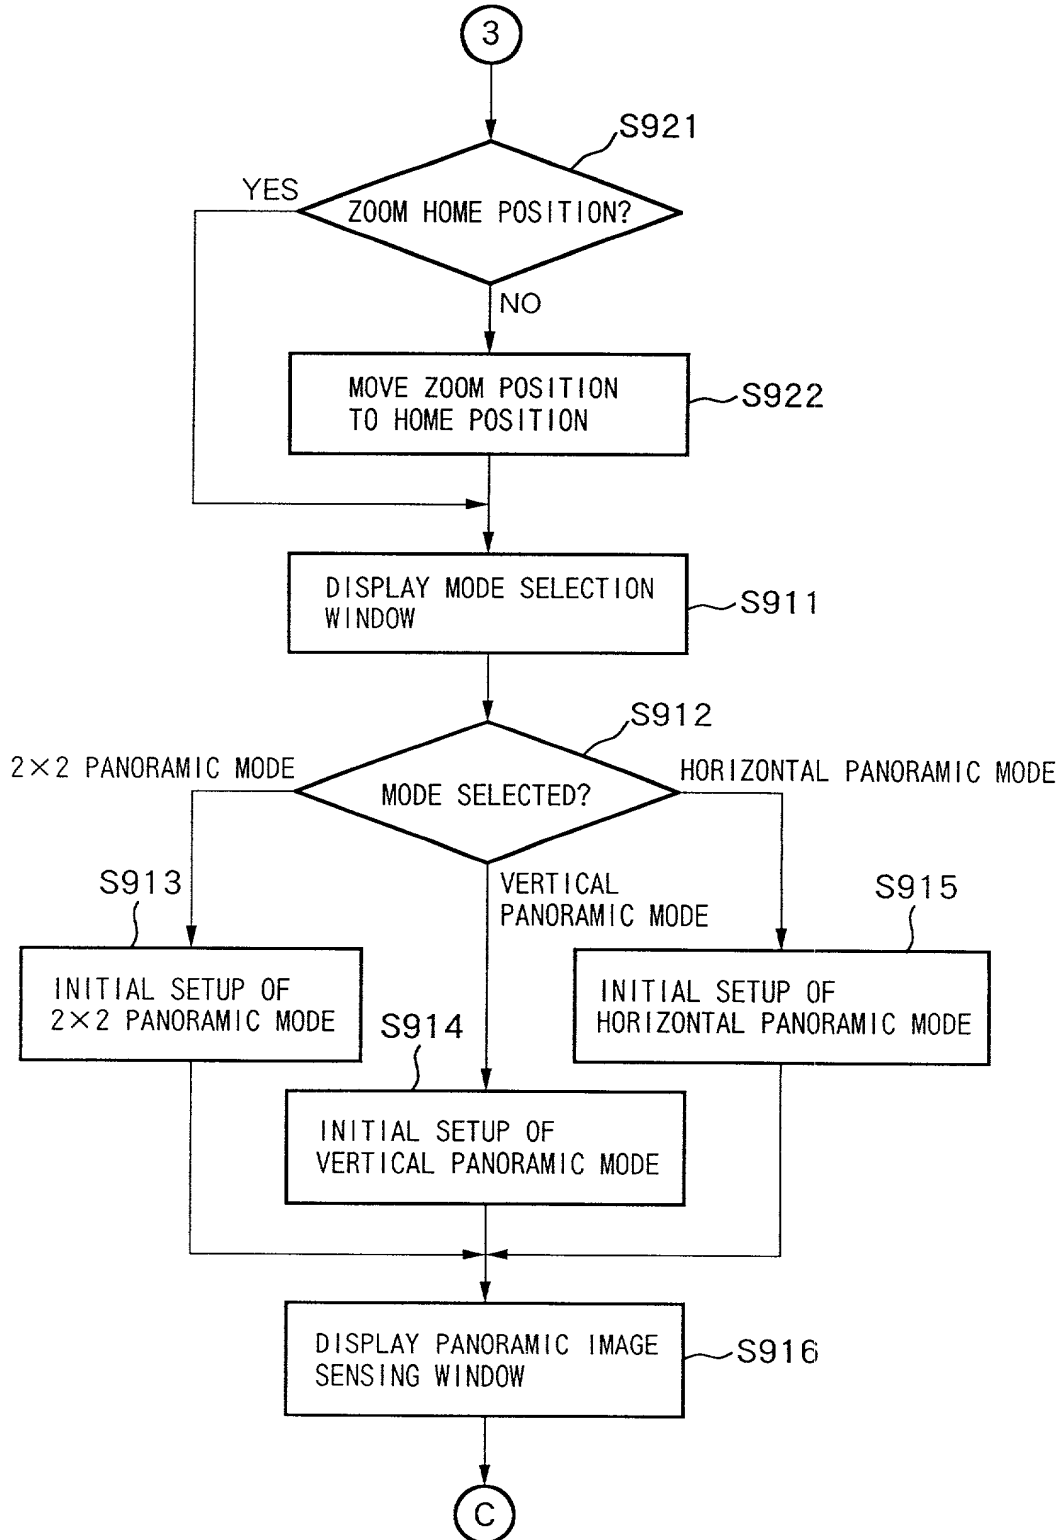 3
S921
YES
ZOOM HOME POSITION?
NO
MOVE ZOOM POSITION
TO HOME POSITION
S922
DISPLAY MODE SELECTION
WINDOW
S911
S912
2×2 PANORAMIC MODE
MODE SELECTED?
HORIZONTAL PANORAMIC MODE
S913
VERTICAL
PANORAMIC MODE
S915
INITIAL SETUP OF
2×2 PANORAMIC MODE
S914
INITIAL SETUP OF
HORIZONTAL PANORAMIC MODE
INITIAL SETUP OF
VERTICAL PANORAMIC MODE
DISPLAY PANORAMIC IMAGE
SENSING WINDOW
S916
C